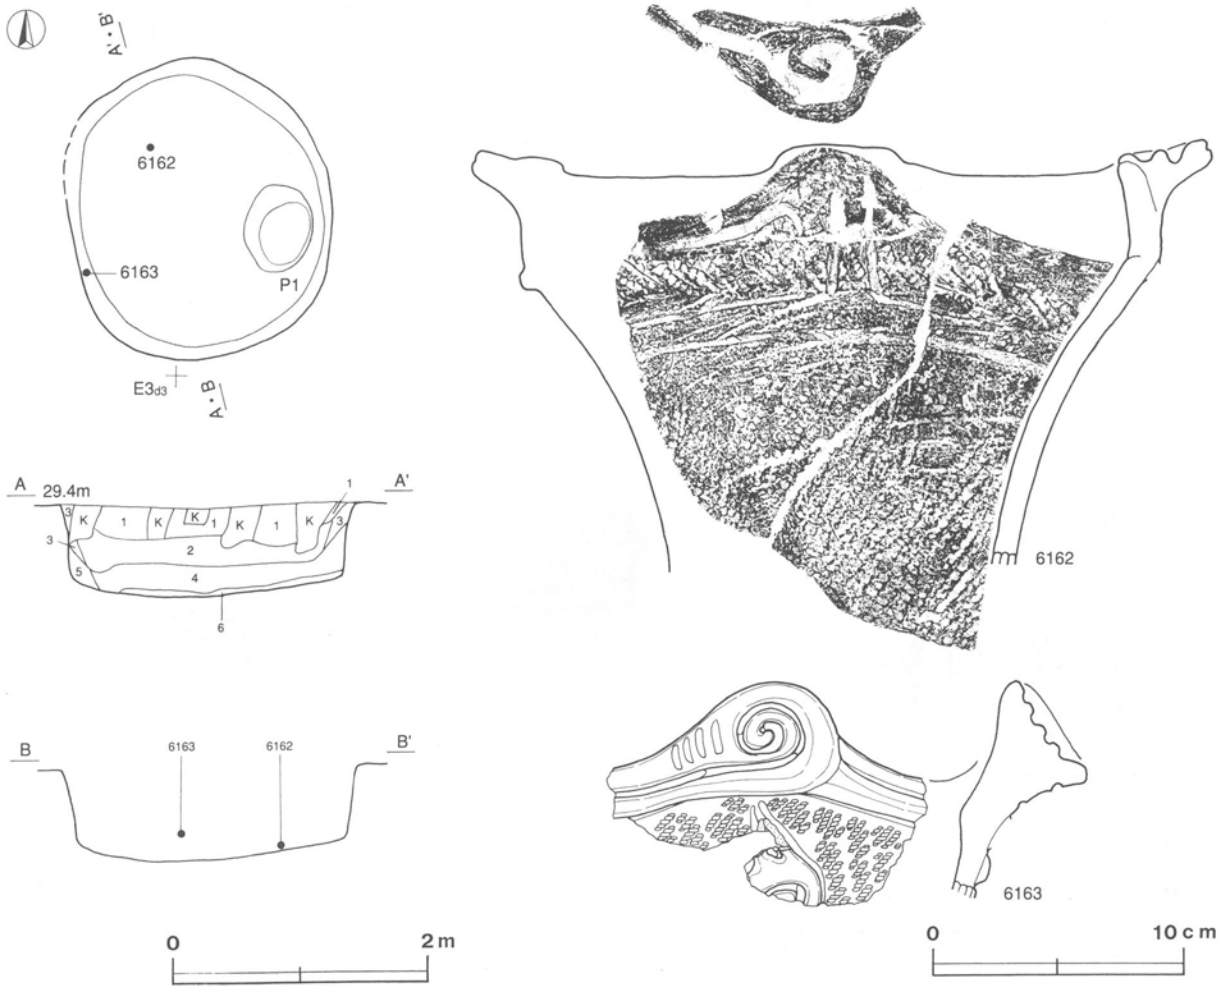 A'・B'
6162
6163
P1
E3d3
A・B
A 29.4m A'
1
3 K 1 K K 1 K 1 K 3
3 2
5 4
6
6162
B 6163 6162 B'
6163
0 2m
0 10cm